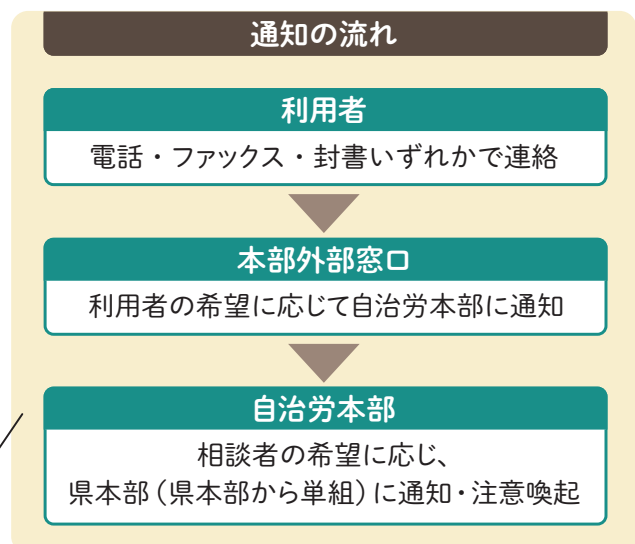 通知の流れ
利用者
電話・ファックス・封書いずれかで連絡
本部外部窓口
利用者の希望に応じて自治労本部に通知
自治労本部
相談者の希望に応じ、
県本部（県本部から単組）に通知・注意喚起